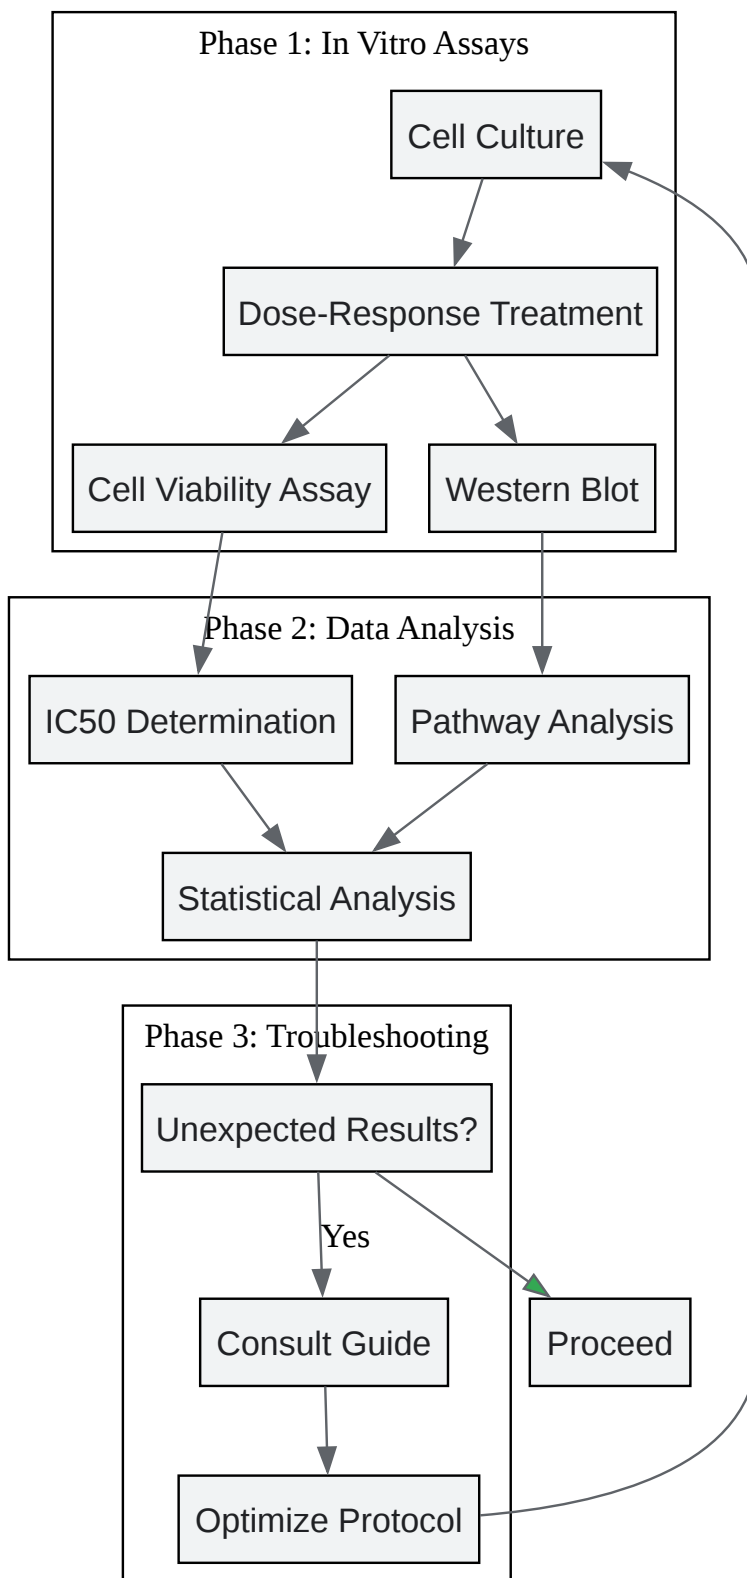 Phase 1: In Vitro Assays
Cell Culture
Dose-Response Treatment
Cell Viability Assay
Western Blot
Phase 2: Data Analysis
IC50 Determination
Pathway Analysis
Statistical Analysis
Phase 3: Troubleshooting
Unexpected Results?
Yes
Consult Guide
Proceed
Optimize Protocol